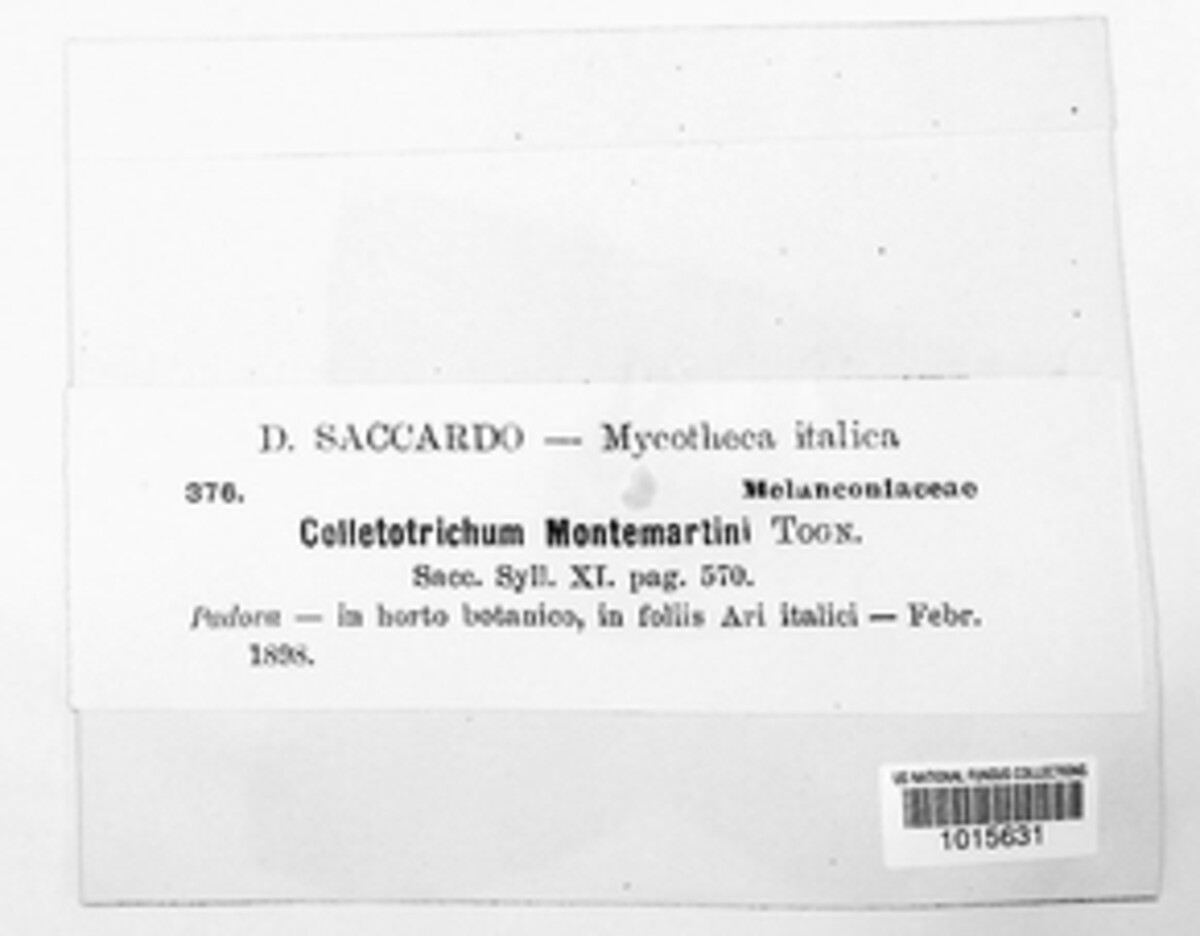 D. SACCARDO — Mycotheca italica
376. Melanconiaceae
Colletotrichum Montemartini TOGN.
Sacc. Syll. XI. pag. 570.
Padova — in horto botanico, in foliis Ari italici — Febr.
1898.
US NATIONAL FUNGUS COLLECTIONS
1015631